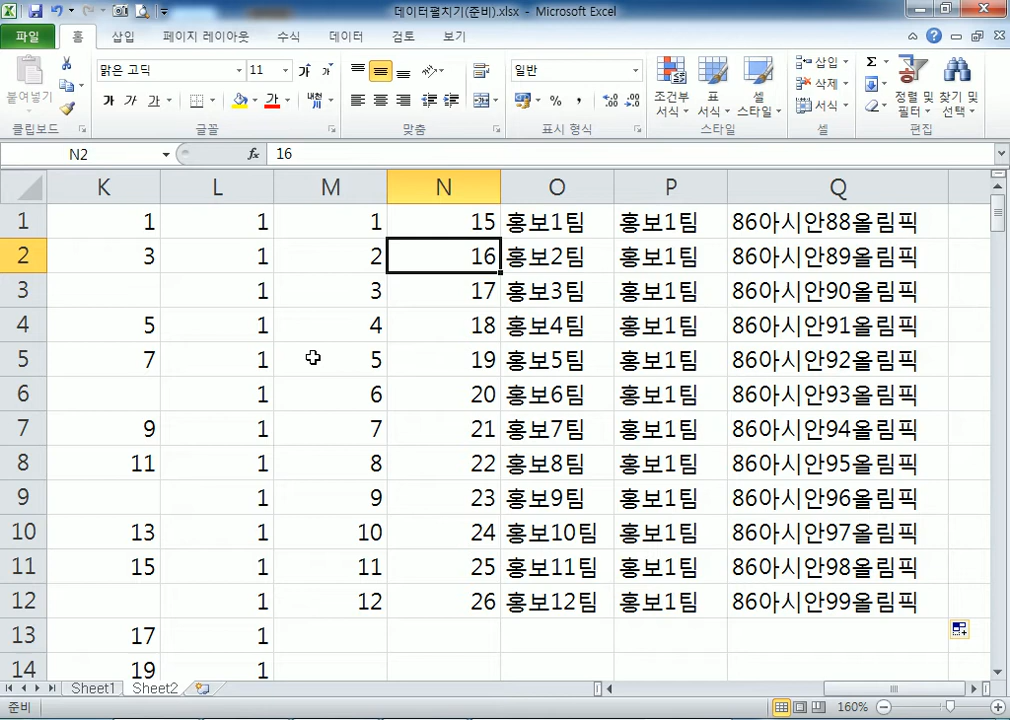 데이터펼치기(준비).xlsx - Microsoft Excel
파일 홈 삽입 페이지 레이아웃 수식 데이터 검토 보기
붙여넣기
클립보드
맑은 고딕 11
가 가 가 가 가 가 내천
글꼴
맞춤
일반
% ,
표시 형식
조건부 서식 표 서식 셀 스타일
스타일
삽입
삭제
서식
셀
Σ
정렬 및 필터 찾기 및 선택
편집
N2 fx 16
K L M N O P Q
1 1 1 1 15 홍보1팀 홍보1팀 86아시안88올림픽
2 3 1 2 16 홍보2팀 홍보1팀 86아시안89올림픽
3 1 3 17 홍보3팀 홍보1팀 86아시안90올림픽
4 5 1 4 18 홍보4팀 홍보1팀 86아시안91올림픽
5 7 1 5 19 홍보5팀 홍보1팀 86아시안92올림픽
6 1 6 20 홍보6팀 홍보1팀 86아시안93올림픽
7 9 1 7 21 홍보7팀 홍보1팀 86아시안94올림픽
8 11 1 8 22 홍보8팀 홍보1팀 86아시안95올림픽
9 1 9 23 홍보9팀 홍보1팀 86아시안96올림픽
10 13 1 10 24 홍보10팀 홍보1팀 86아시안97올림픽
11 15 1 11 25 홍보11팀 홍보1팀 86아시안98올림픽
12 1 12 26 홍보12팀 홍보1팀 86아시안99올림픽
13 17 1
14 19 1
Sheet1 Sheet2
준비 160%